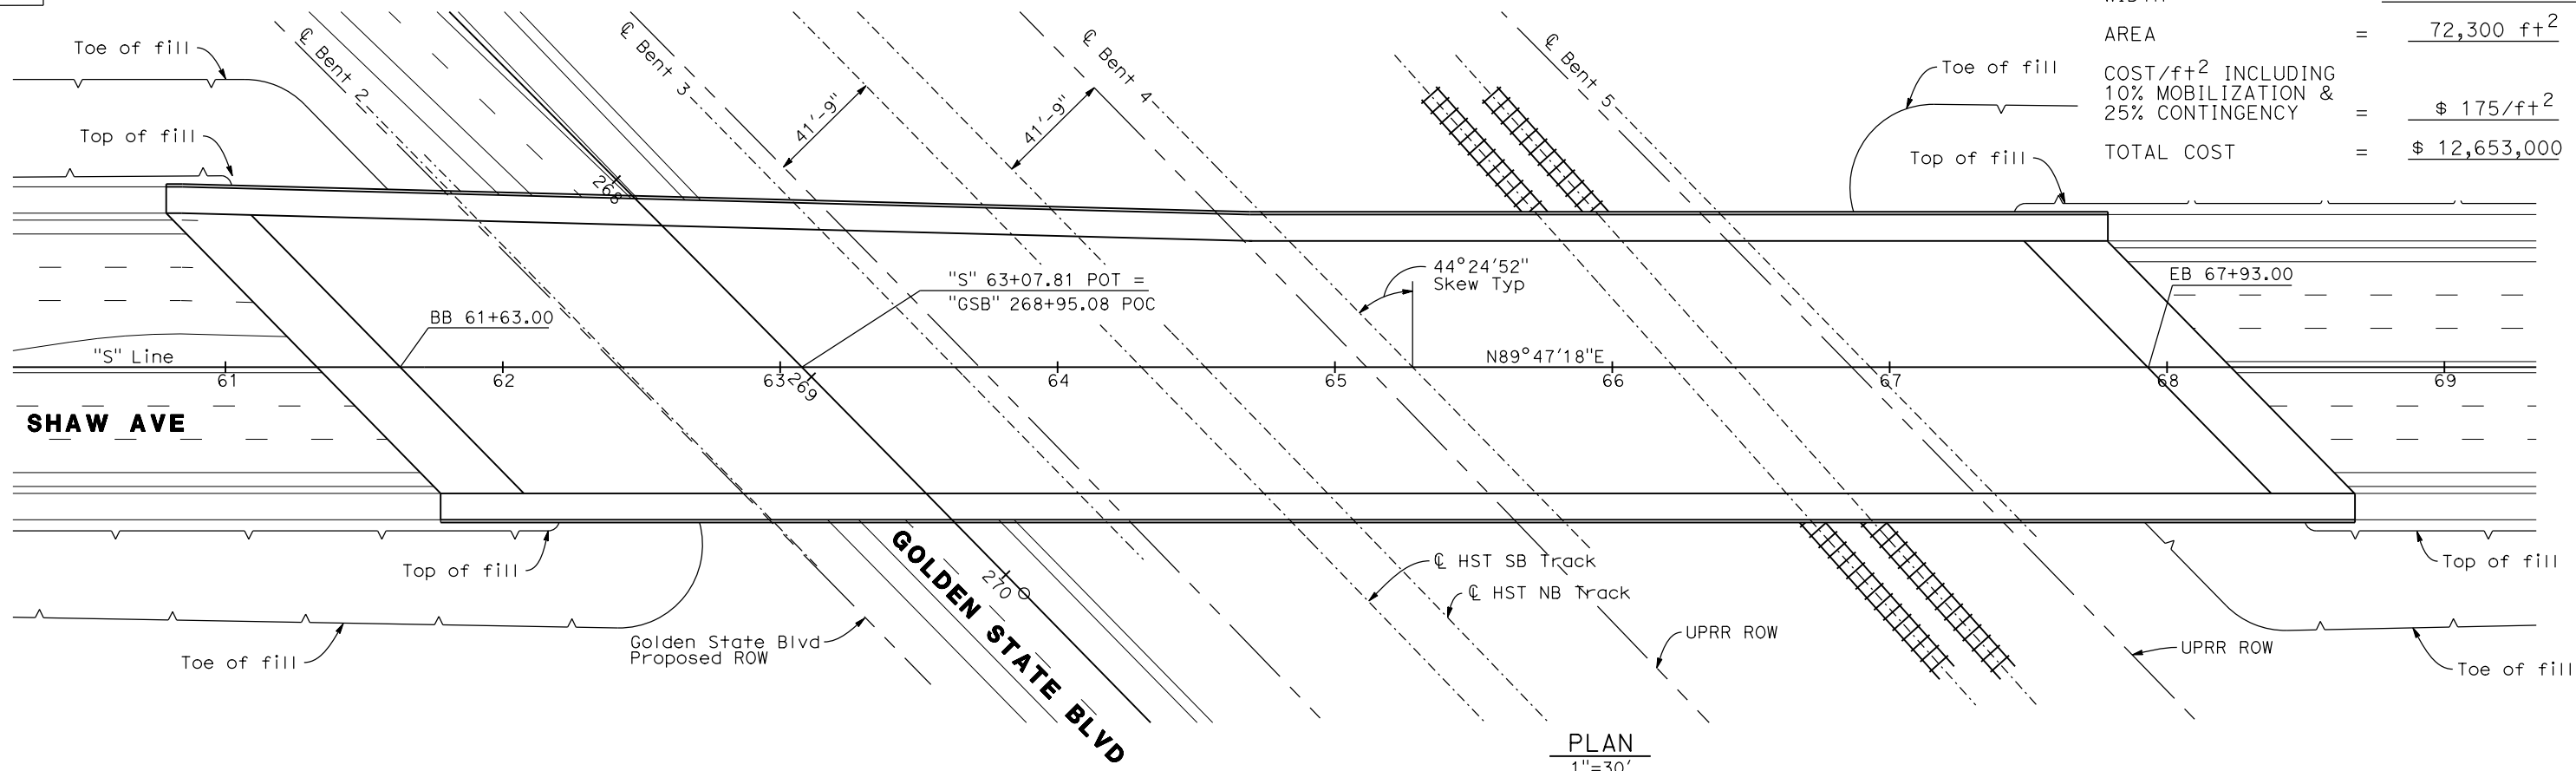 WIDTH
AREA = 72,300 ft²
COST/ft² INCLUDING
10% MOBILIZATION &
25% CONTINGENCY = $ 175/ft²
TOTAL COST = $ 12,653,000
Toe of fill
Top of fill
℄ Bent 2
℄ Bent 3
41'-9"
41'-9"
℄ Bent 4
℄ Bent 5
Toe of fill
Top of fill
268
"S" 63+07.81 POT =
"GSB" 268+95.08 POC
44°24'52"
Skew Typ
EB 67+93.00
BB 61+63.00
"S" Line
N89°47'18"E
61
62
63
269
64
65
66
67
68
69
SHAW AVE
GOLDEN STATE BLVD
270
Top of fill
Toe of fill
Golden State Blvd
Proposed ROW
℄ HST SB Track
℄ HST NB Track
UPRR ROW
UPRR ROW
Top of fill
Toe of fill
PLAN
1"=30'